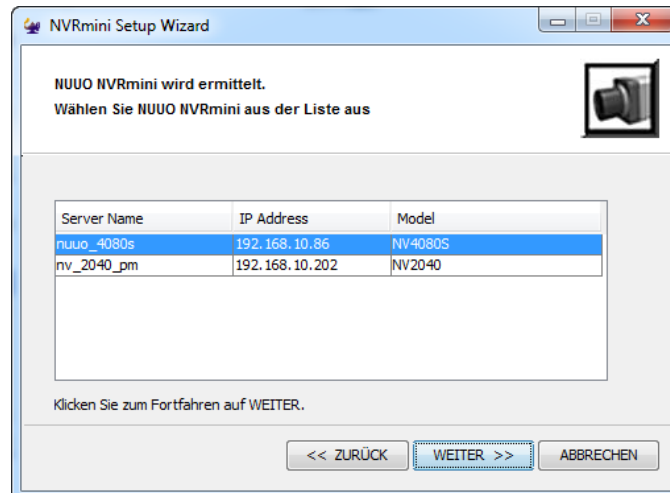 NVRmini Setup Wizard
NUUO NVRmini wird ermittelt.
Wählen Sie NUUO NVRmini aus der Liste aus
Server Name IP Address Model
nuuo_4080s 192.168.10.86 NV4080S
nv_2040_pm 192.168.10.202 NV2040
Klicken Sie zum Fortfahren auf WEITER.
<< ZURÜCK WEITER >> ABBRECHEN